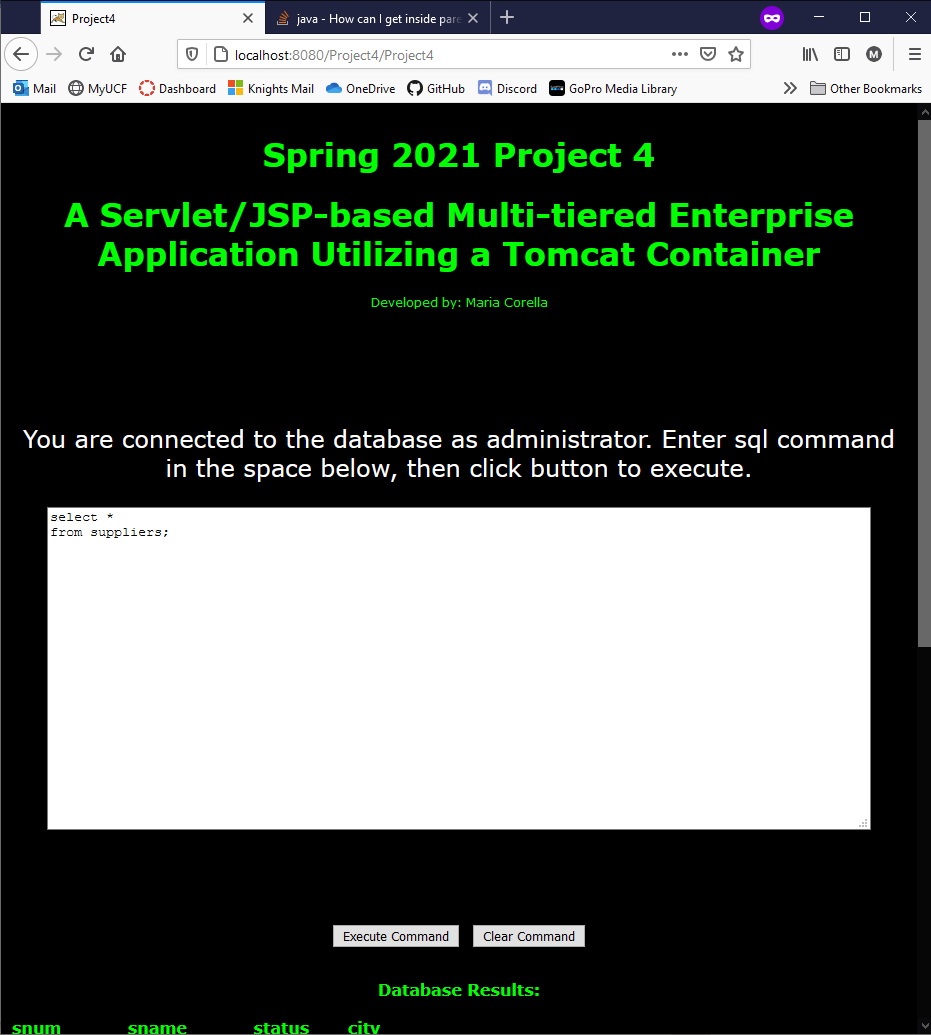 Project4
java - How can I get inside pare
localhost:8080/Project4/Project4
M
Mail
MyUCF
Dashboard
Knights Mail
OneDrive
GitHub
Discord
GoPro Media Library
Other Bookmarks
Spring 2021 Project 4
A Servlet/JSP-based Multi-tiered Enterprise
Application Utilizing a Tomcat Container
Developed by: Maria Corella
You are connected to the database as administrator. Enter sql command
in the space below, then click button to execute.
select *
from suppliers;
Execute Command
Clear Command
Database Results:
snum sname status city